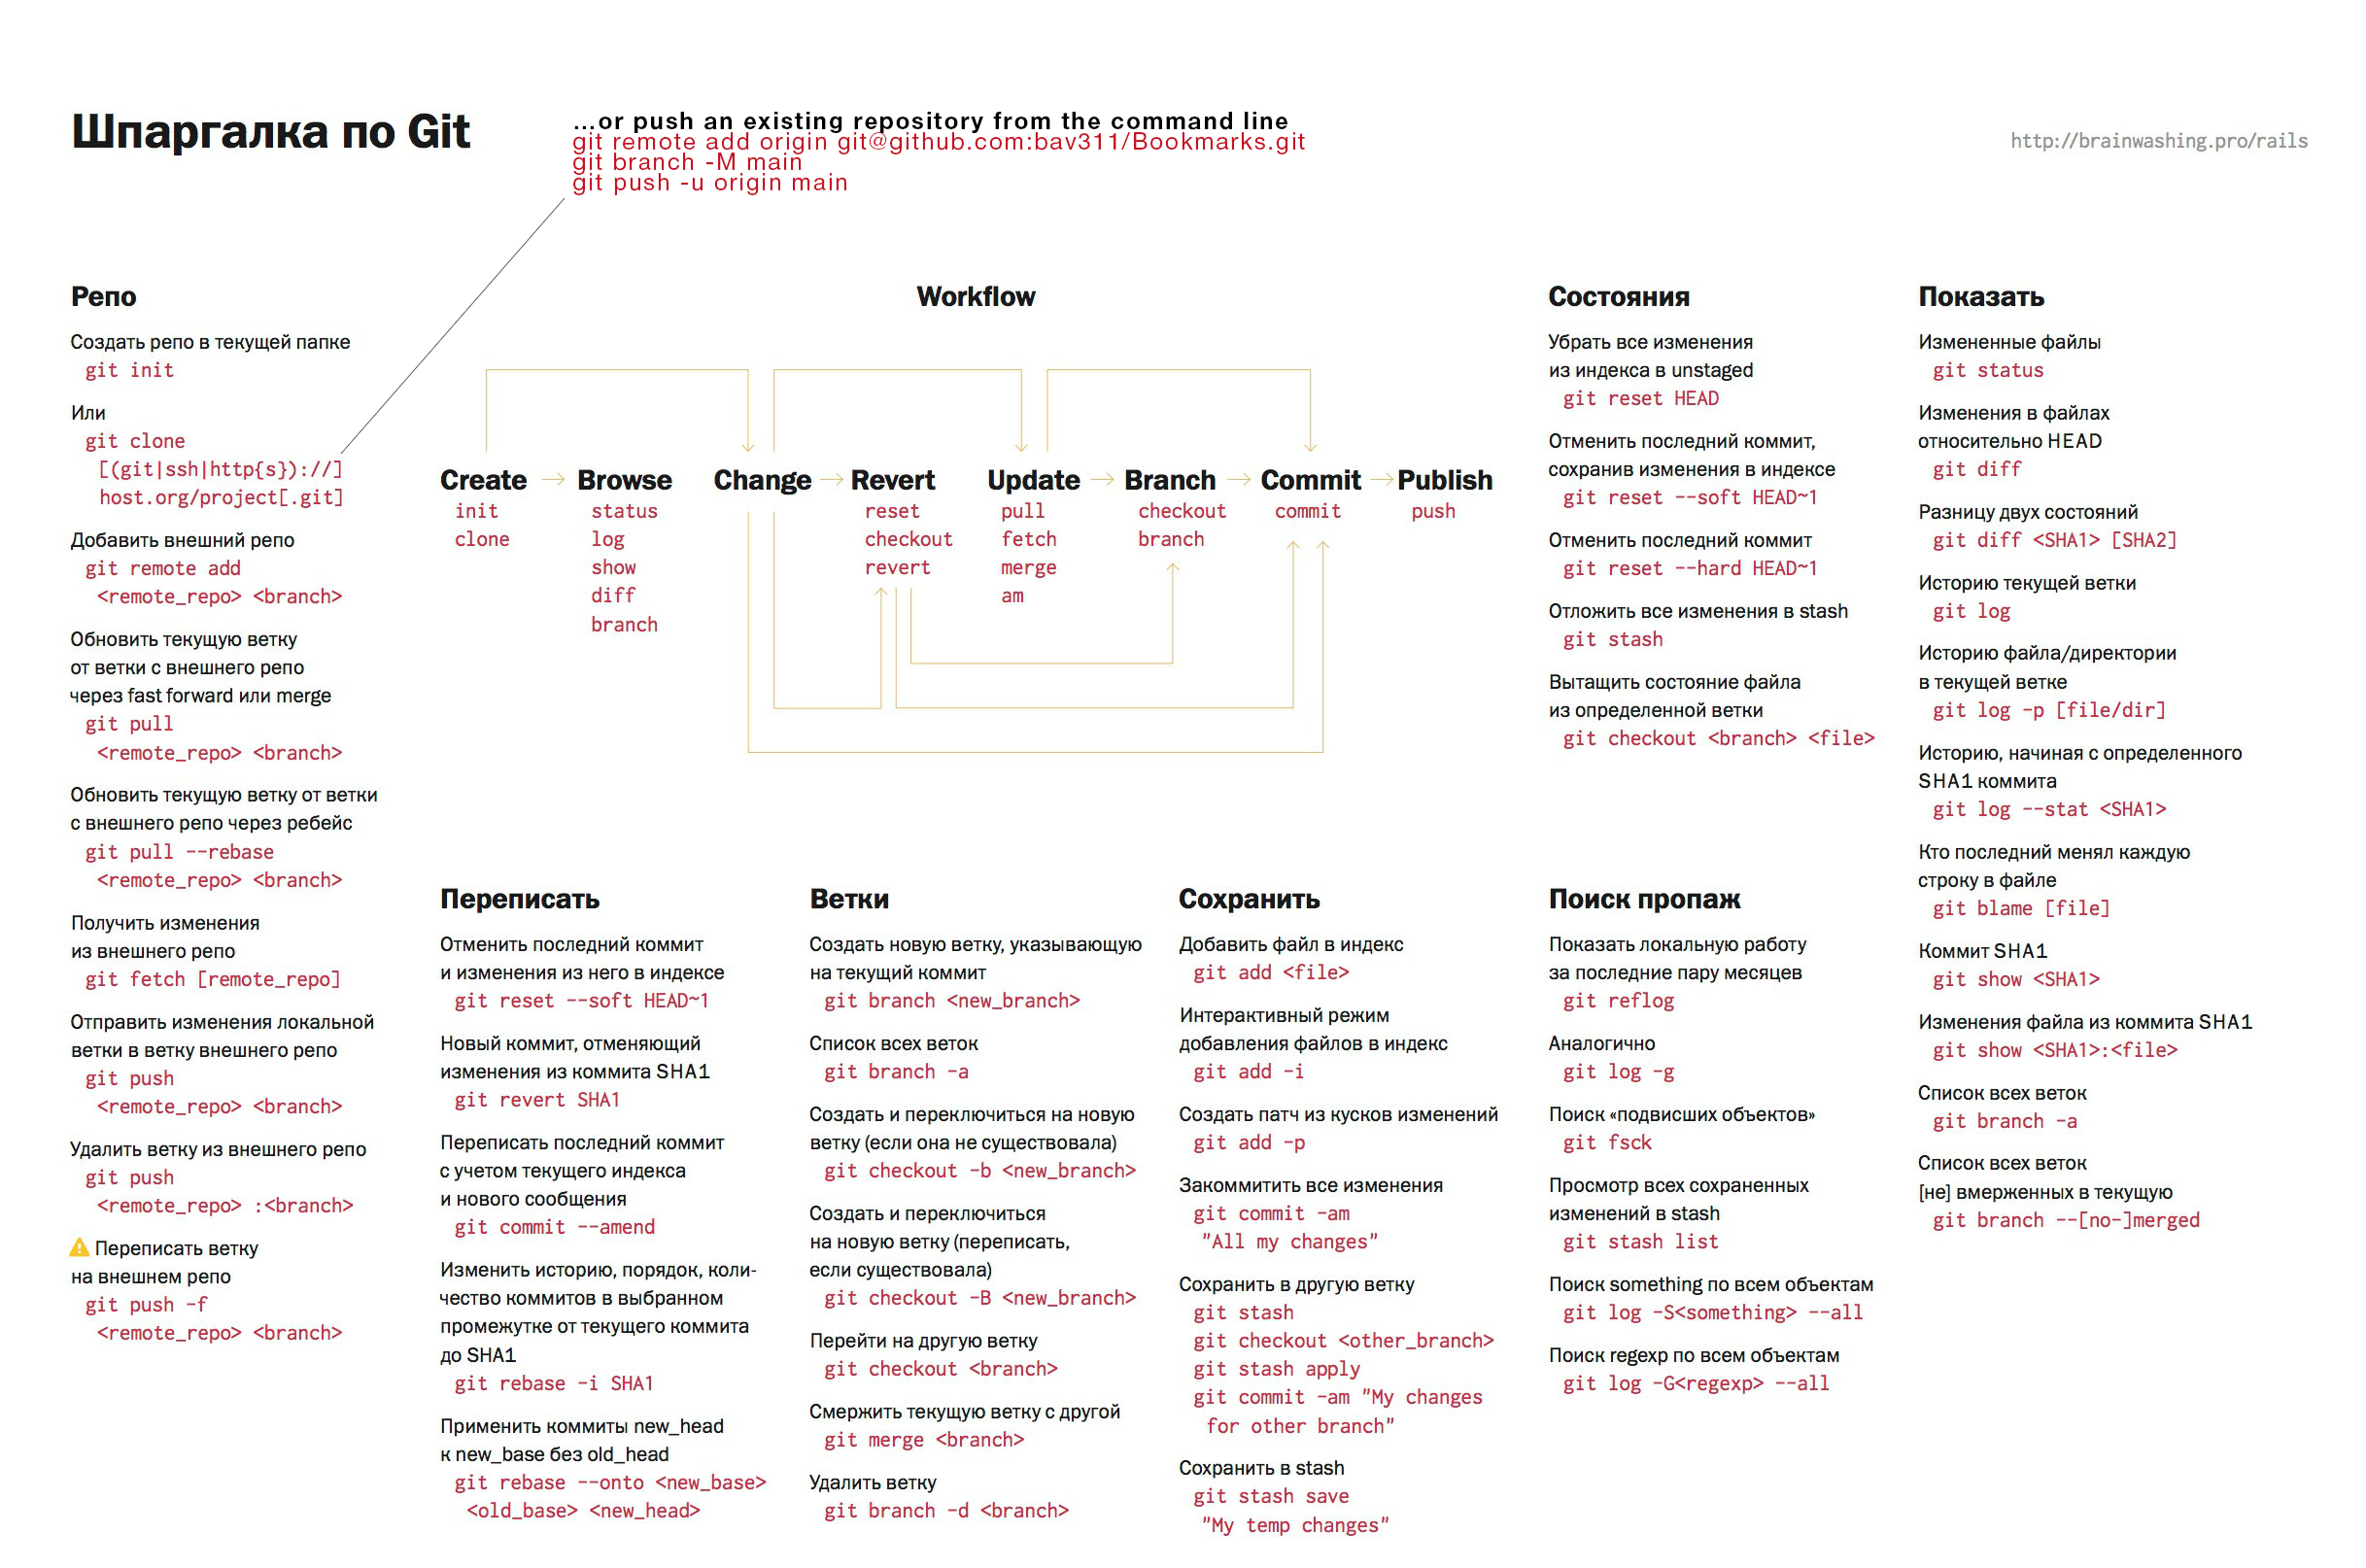 Шпаргалка по Git
...or push an existing repository from the command line
git remote add origin git@github.com:bav311/Bookmarks.git
git branch -M main
git push -u origin main
http://brainwashing.pro/rails
Репо
Создать репо в текущей папке
git init
Или
git clone
[(git|ssh|http{s})://]
host.org/project[.git]
Добавить внешний репо
git remote add
<remote_repo> <branch>
Обновить текущую ветку
от ветки с внешнего репо
через fast forward или merge
git pull
<remote_repo> <branch>
Обновить текущую ветку от ветки
с внешнего репо через ребейс
git pull --rebase
<remote_repo> <branch>
Получить изменения
из внешнего репо
git fetch [remote_repo]
Отправить изменения локальной
ветки в ветку внешнего репо
git push
<remote_repo> <branch>
Удалить ветку из внешнего репо
git push
<remote_repo> :<branch>
Переписать ветку
на внешнем репо
git push -f
<remote_repo> <branch>
Workflow
Create
init
clone
Browse
status
log
show
diff
branch
Change
Revert
reset
checkout
revert
Update
pull
fetch
merge
am
Branch
checkout
branch
Commit
commit
Publish
push
Состояния
Убрать все изменения
из индекса в unstaged
git reset HEAD
Отменить последний коммит,
сохранив изменения в индексе
git reset --soft HEAD~1
Отменить последний коммит
git reset --hard HEAD~1
Отложить все изменения в stash
git stash
Вытащить состояние файла
из определенной ветки
git checkout <branch> <file>
Показать
Измененные файлы
git status
Изменения в файлах
относительно HEAD
git diff
Разницу двух состояний
git diff <SHA1> [SHA2]
Историю текущей ветки
git log
Историю файла/директории
в текущей ветке
git log -p [file/dir]
Историю, начиная с определенного
SHA1 коммита
git log --stat <SHA1>
Кто последний менял каждую
строку в файле
git blame [file]
Коммит SHA1
git show <SHA1>
Изменения файла из коммита SHA1
git show <SHA1>:<file>
Список всех веток
git branch -a
Список всех веток
[не] вмерженных в текущую
git branch --[no-]merged
Переписать
Отменить последний коммит
и изменения из него в индексе
git reset --soft HEAD~1
Новый коммит, отменяющий
изменения из коммита SHA1
git revert SHA1
Переписать последний коммит
с учетом текущего индекса
и нового сообщения
git commit --amend
Изменить историю, порядок, коли-
чество коммитов в выбранном
промежутке от текущего коммита
до SHA1
git rebase -i SHA1
Применить коммиты new_head
к new_base без old_head
git rebase --onto <new_base>
<old_base> <new_head>
Ветки
Создать новую ветку, указывающую
на текущий коммит
git branch <new_branch>
Список всех веток
git branch -a
Создать и переключиться на новую
ветку (если она не существовала)
git checkout -b <new_branch>
Создать и переключиться
на новую ветку (переписать,
если существовала)
git checkout -B <new_branch>
Перейти на другую ветку
git checkout <branch>
Смержить текущую ветку с другой
git merge <branch>
Удалить ветку
git branch -d <branch>
Сохранить
Добавить файл в индекс
git add <file>
Интерактивный режим
добавления файлов в индекс
git add -i
Создать патч из кусков изменений
git add -p
Закоммитить все изменения
git commit -am
"All my changes"
Сохранить в другую ветку
git stash
git checkout <other_branch>
git stash apply
git commit -am "My changes
for other branch"
Сохранить в stash
git stash save
"My temp changes"
Поиск пропаж
Показать локальную работу
за последние пару месяцев
git reflog
Аналогично
git log -g
Поиск «подвисших объектов»
git fsck
Просмотр всех сохраненных
изменений в stash
git stash list
Поиск something по всем объектам
git log -S<something> --all
Поиск regexp по всем объектам
git log -G<regexp> --all